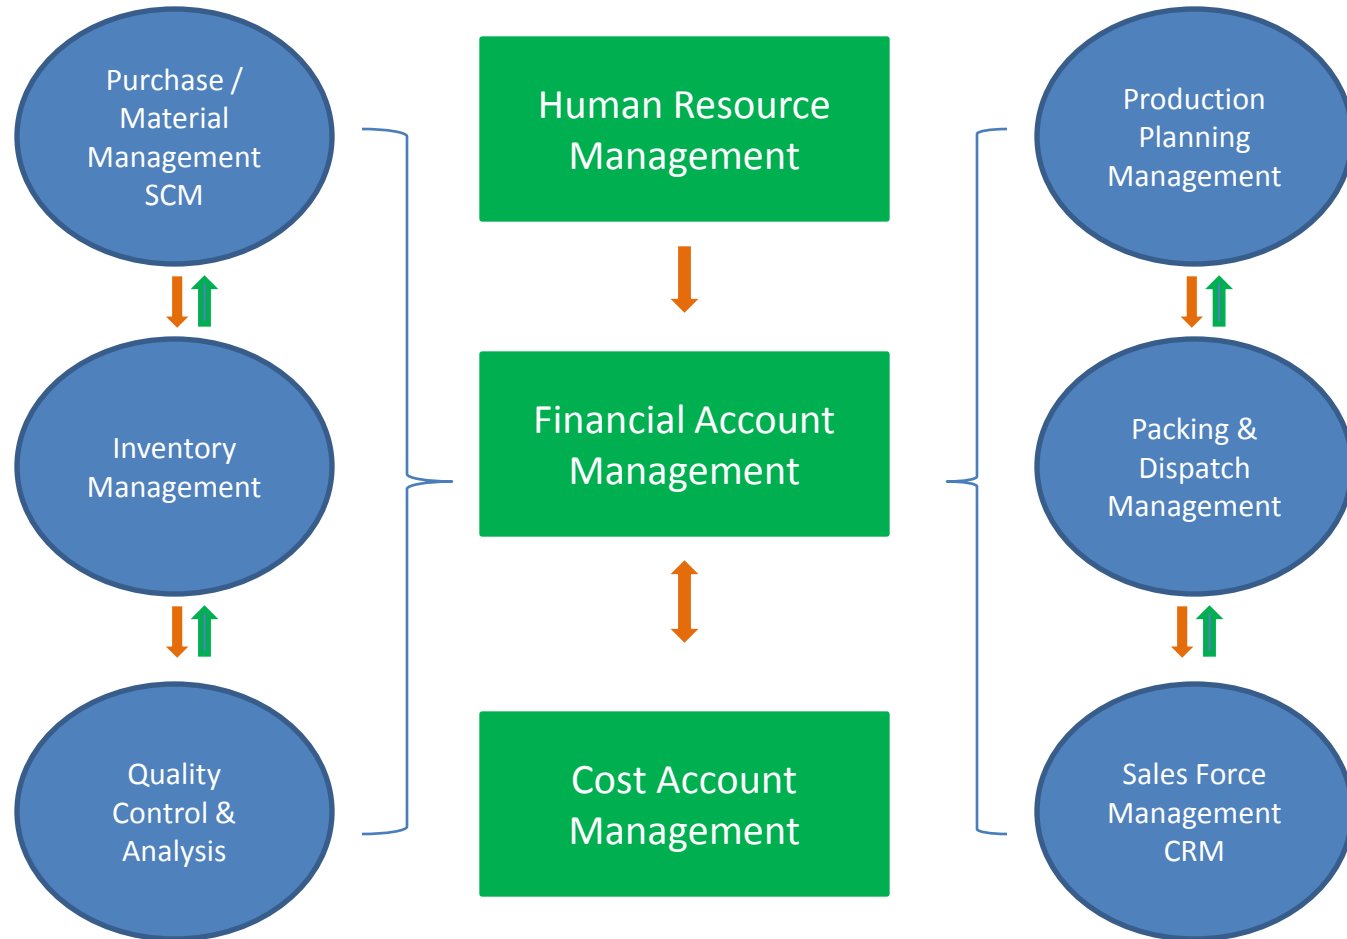 Purchase /
Material
Management
SCM
Inventory
Management
Quality
Control &
Analysis
Human Resource
Management
Financial Account
Management
Cost Account
Management
Production
Planning
Management
Packing &
Dispatch
Management
Sales Force
Management
CRM